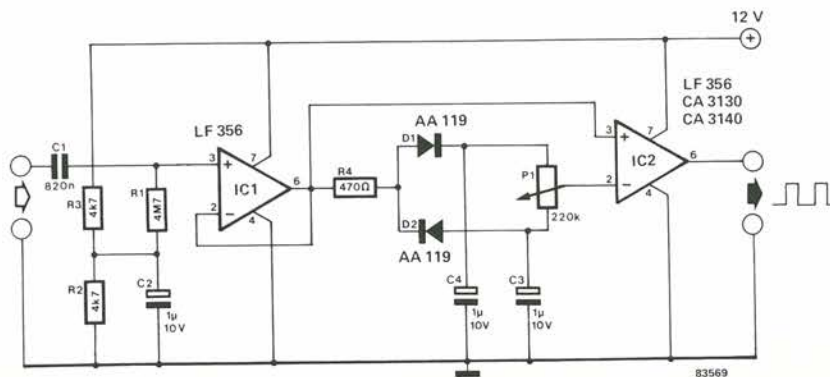 12 V
+
LF 356
CA 3130
CA 3140
LF 356
AA 119
C1
820n
R3
4k7
R1
4M7
3
+
7
IC1
6
2
−
4
R4
470Ω
D1
D2
AA 119
P1
220k
3
+
7
IC2
6
2
−
4
R2
4k7
C2
1µ
10V
C4
1µ
10V
C3
1µ
10V
83569